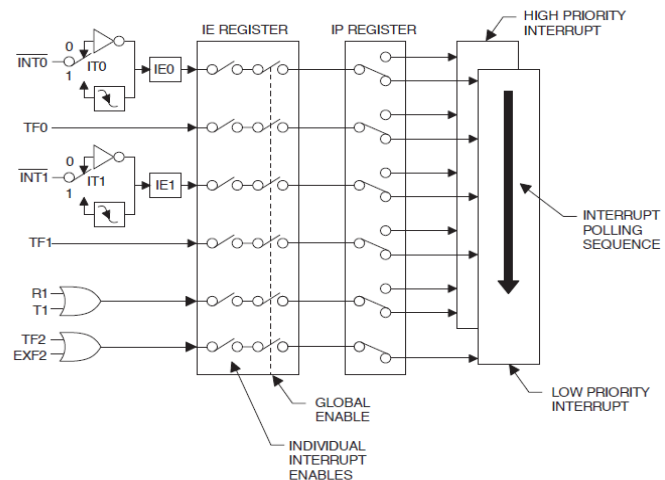 IE REGISTER
IP REGISTER
HIGH PRIORITY
INTERRUPT
0
INT0
1
IT0
IE0
TF0
0
INT1
1
IT1
IE1
INTERRUPT
POLLING
SEQUENCE
TF1
R1
T1
TF2
EXF2
GLOBAL
ENABLE
LOW PRIORITY
INTERRUPT
INDIVIDUAL
INTERRUPT
ENABLES